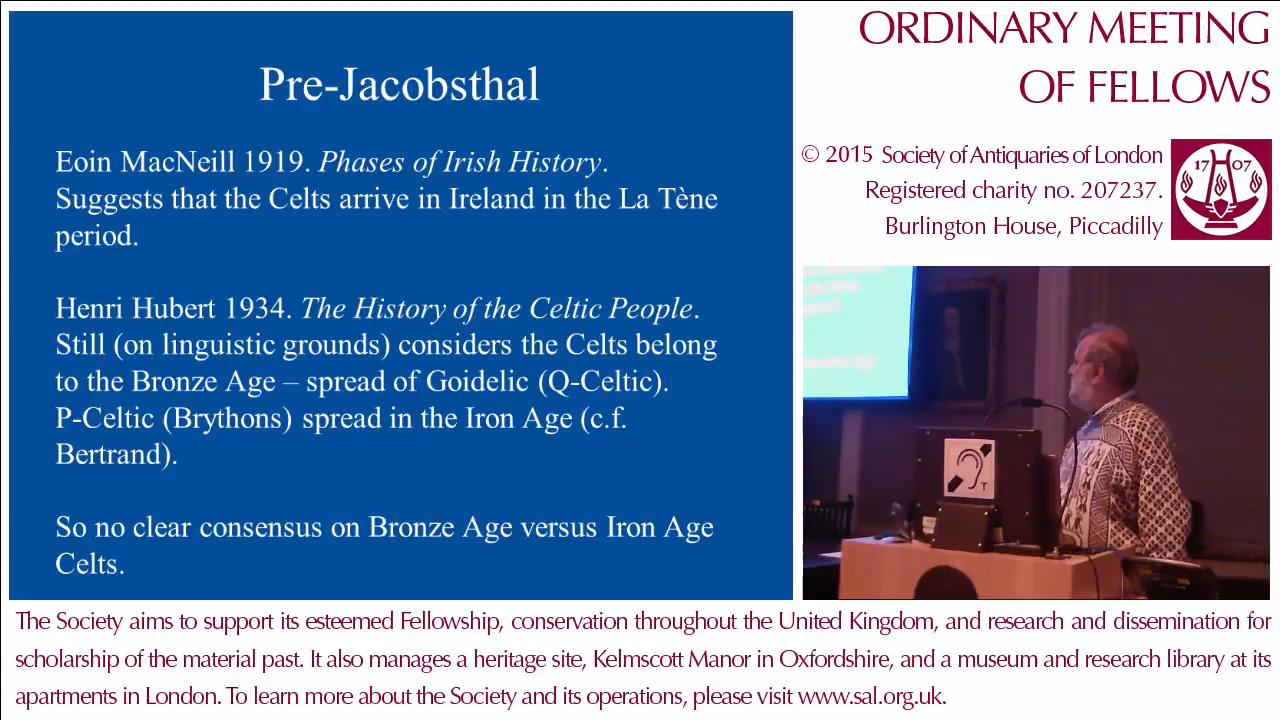 Pre-Jacobsthal
Eoin MacNeill 1919. Phases of Irish History.
Suggests that the Celts arrive in Ireland in the La Tène
period.
Henri Hubert 1934. The History of the Celtic People.
Still (on linguistic grounds) considers the Celts belong
to the Bronze Age – spread of Goidelic (Q-Celtic).
P-Celtic (Brythons) spread in the Iron Age (c.f.
Bertrand).
So no clear consensus on Bronze Age versus Iron Age
Celts.
ORDINARY MEETING
OF FELLOWS
© 2015 Society of Antiquaries of London
Registered charity no. 207237.
Burlington House, Piccadilly
17 07
T
The Society aims to support its esteemed Fellowship, conservation throughout the United Kingdom, and research and dissemination for
scholarship of the material past. It also manages a heritage site, Kelmscott Manor in Oxfordshire, and a museum and research library at its
apartments in London. To learn more about the Society and its operations, please visit www.sal.org.uk.